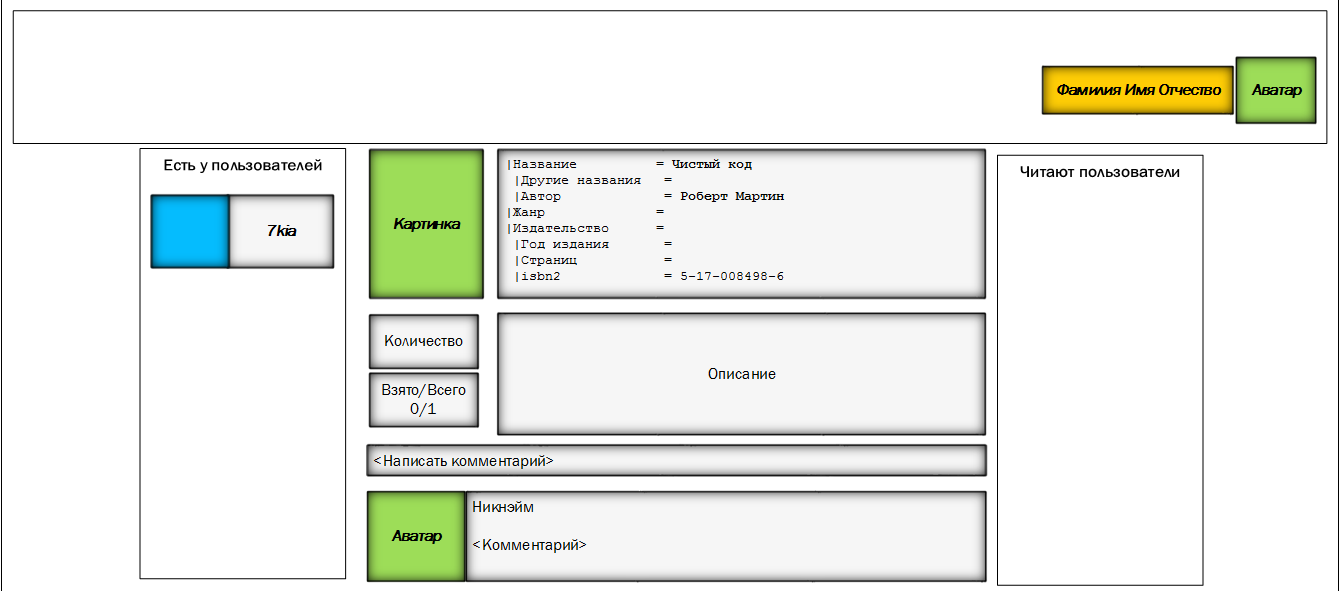 Фамилия Имя Отчество
Аватар
Есть у пользователей
7kia
Картинка
|Название = Чистый код
|Другие названия =
|Автор = Роберт Мартин
|Жанр =
|Издательство =
|Год издания =
|Страниц =
|isbn2 = 5-17-008498-6
Читают пользователи
Количество
Взято/Всего
0/1
Описание
<Написать комментарий>
Аватар
Никнэйм
<Комментарий>